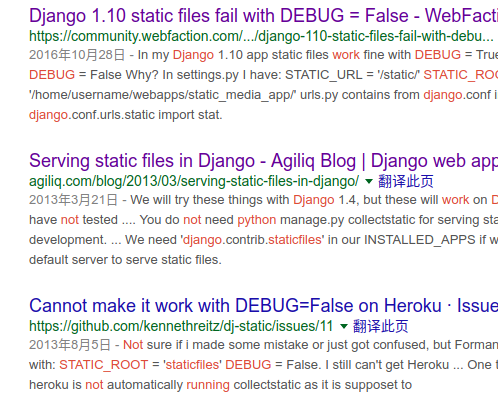 Django 1.10 static files fail with DEBUG = False - WebFacti
https://community.webfaction.com/.../django-110-static-files-fail-with-debu...
2016年10月28日 - In my Django 1.10 app static files work fine with DEBUG = True
DEBUG = False Why? In settings.py I have: STATIC_URL = '/static/' STATIC_ROO
'/home/username/webapps/static_media_app/' urls.py contains from django.conf i
django.conf.urls.static import stat.
Serving static files in Django - Agiliq Blog | Django web app
agiliq.com/blog/2013/03/serving-static-files-in-django/ 翻译此页
2013年3月21日 - We will try these things with Django 1.4, but these will work on D
have not tested .... You do not need python manage.py collectstatic for serving sta
development. ... We need 'django.contrib.staticfiles' in our INSTALLED_APPS if w
default server to serve static files.
Cannot make it work with DEBUG=False on Heroku · Issue
https://github.com/kennethreitz/dj-static/issues/11 翻译此页
2013年8月5日 - Not sure if i made some mistake or just got confused, but Forman
with: STATIC_ROOT = 'staticfiles' DEBUG = False. I still can't get Heroku ... One t
heroku is not automatically running collectstatic as it is supposet to